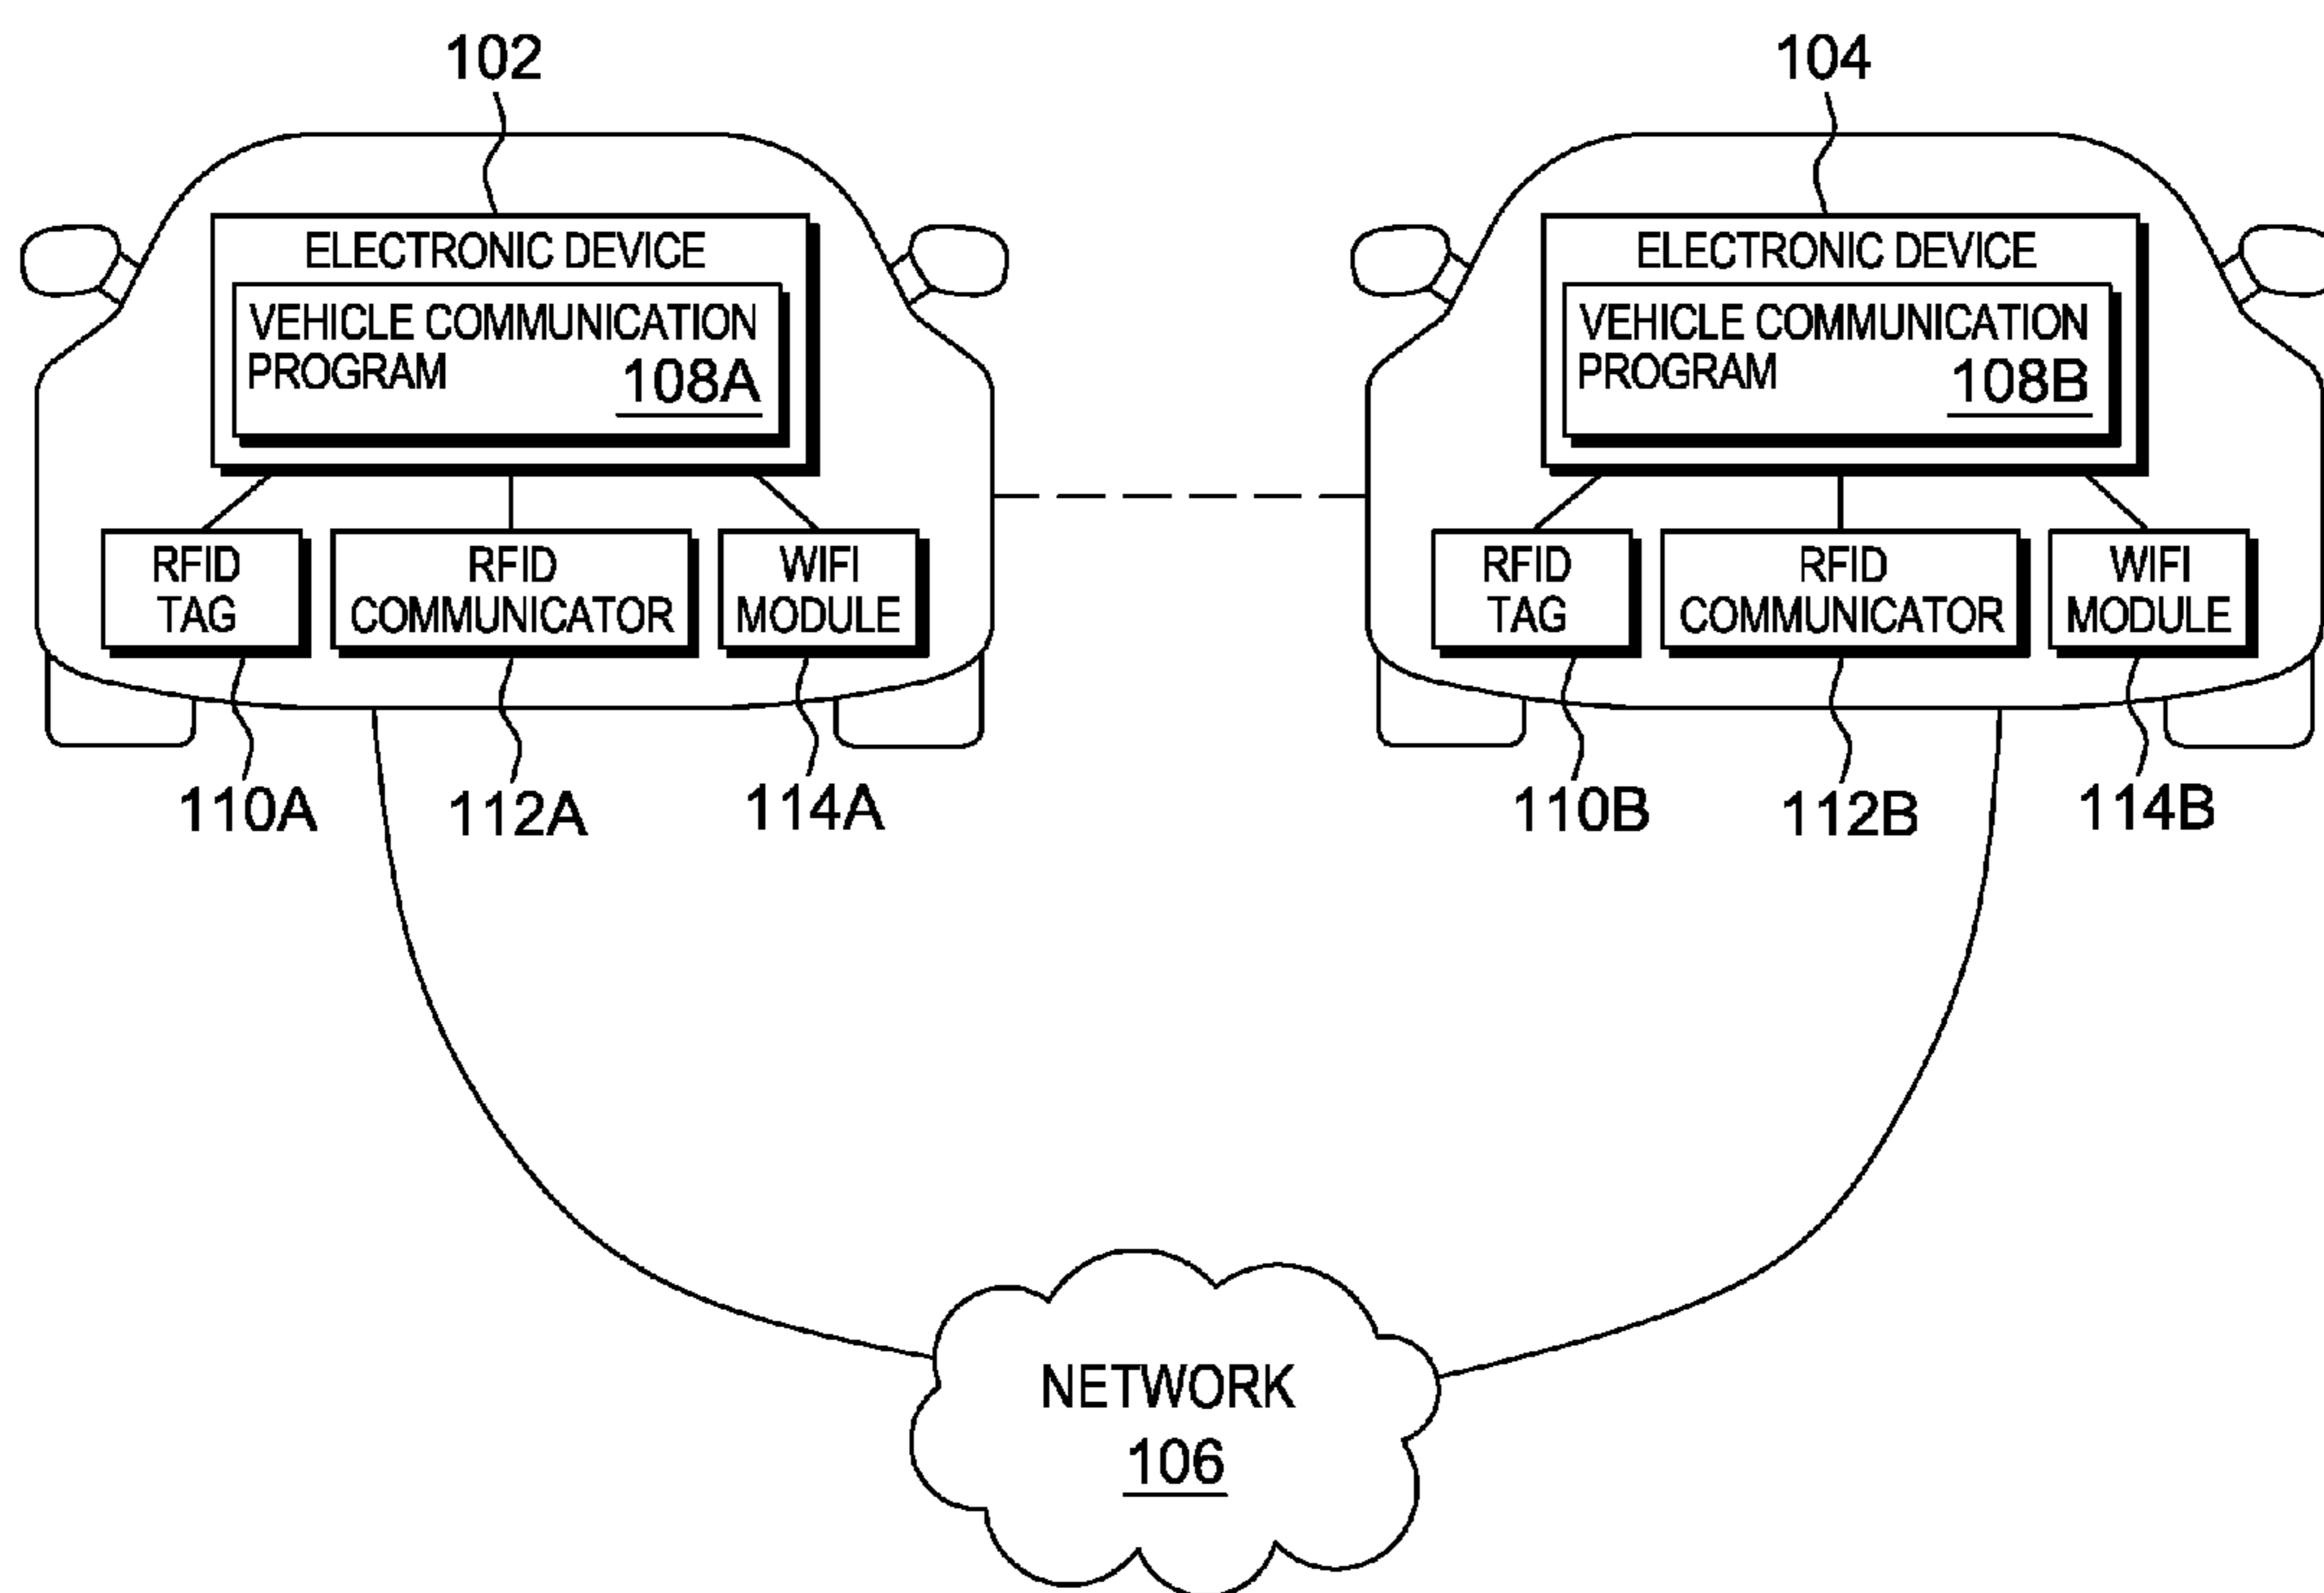 102
104
ELECTRONIC DEVICE
VEHICLE COMMUNICATION
PROGRAM
108A
ELECTRONIC DEVICE
VEHICLE COMMUNICATION
PROGRAM
108B
RFID
TAG
RFID
COMMUNICATOR
WIFI
MODULE
RFID
TAG
RFID
COMMUNICATOR
WIFI
MODULE
110A
112A
114A
110B
112B
114B
NETWORK
106